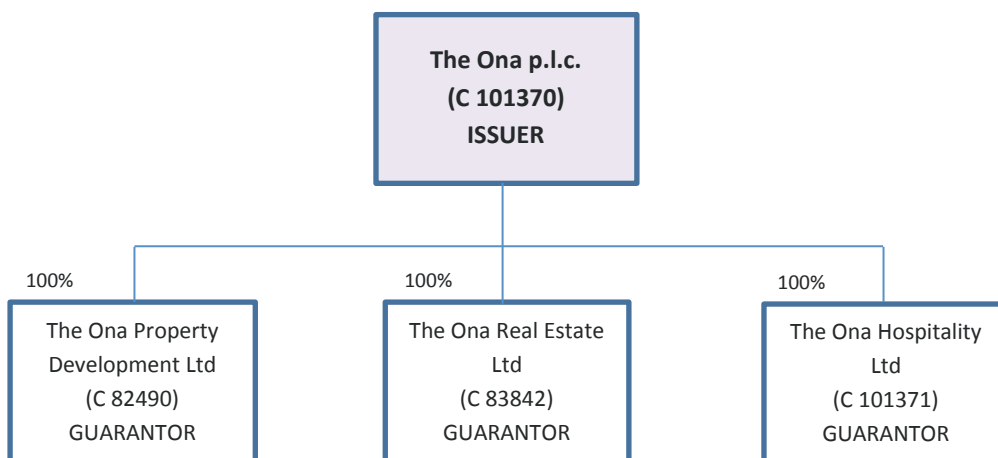 The Ona p.l.c.
(C 101370)
ISSUER
100%
The Ona Property
Development Ltd
(C 82490)
GUARANTOR
100%
The Ona Real Estate
Ltd
(C 83842)
GUARANTOR
100%
The Ona Hospitality
Ltd
(C 101371)
GUARANTOR